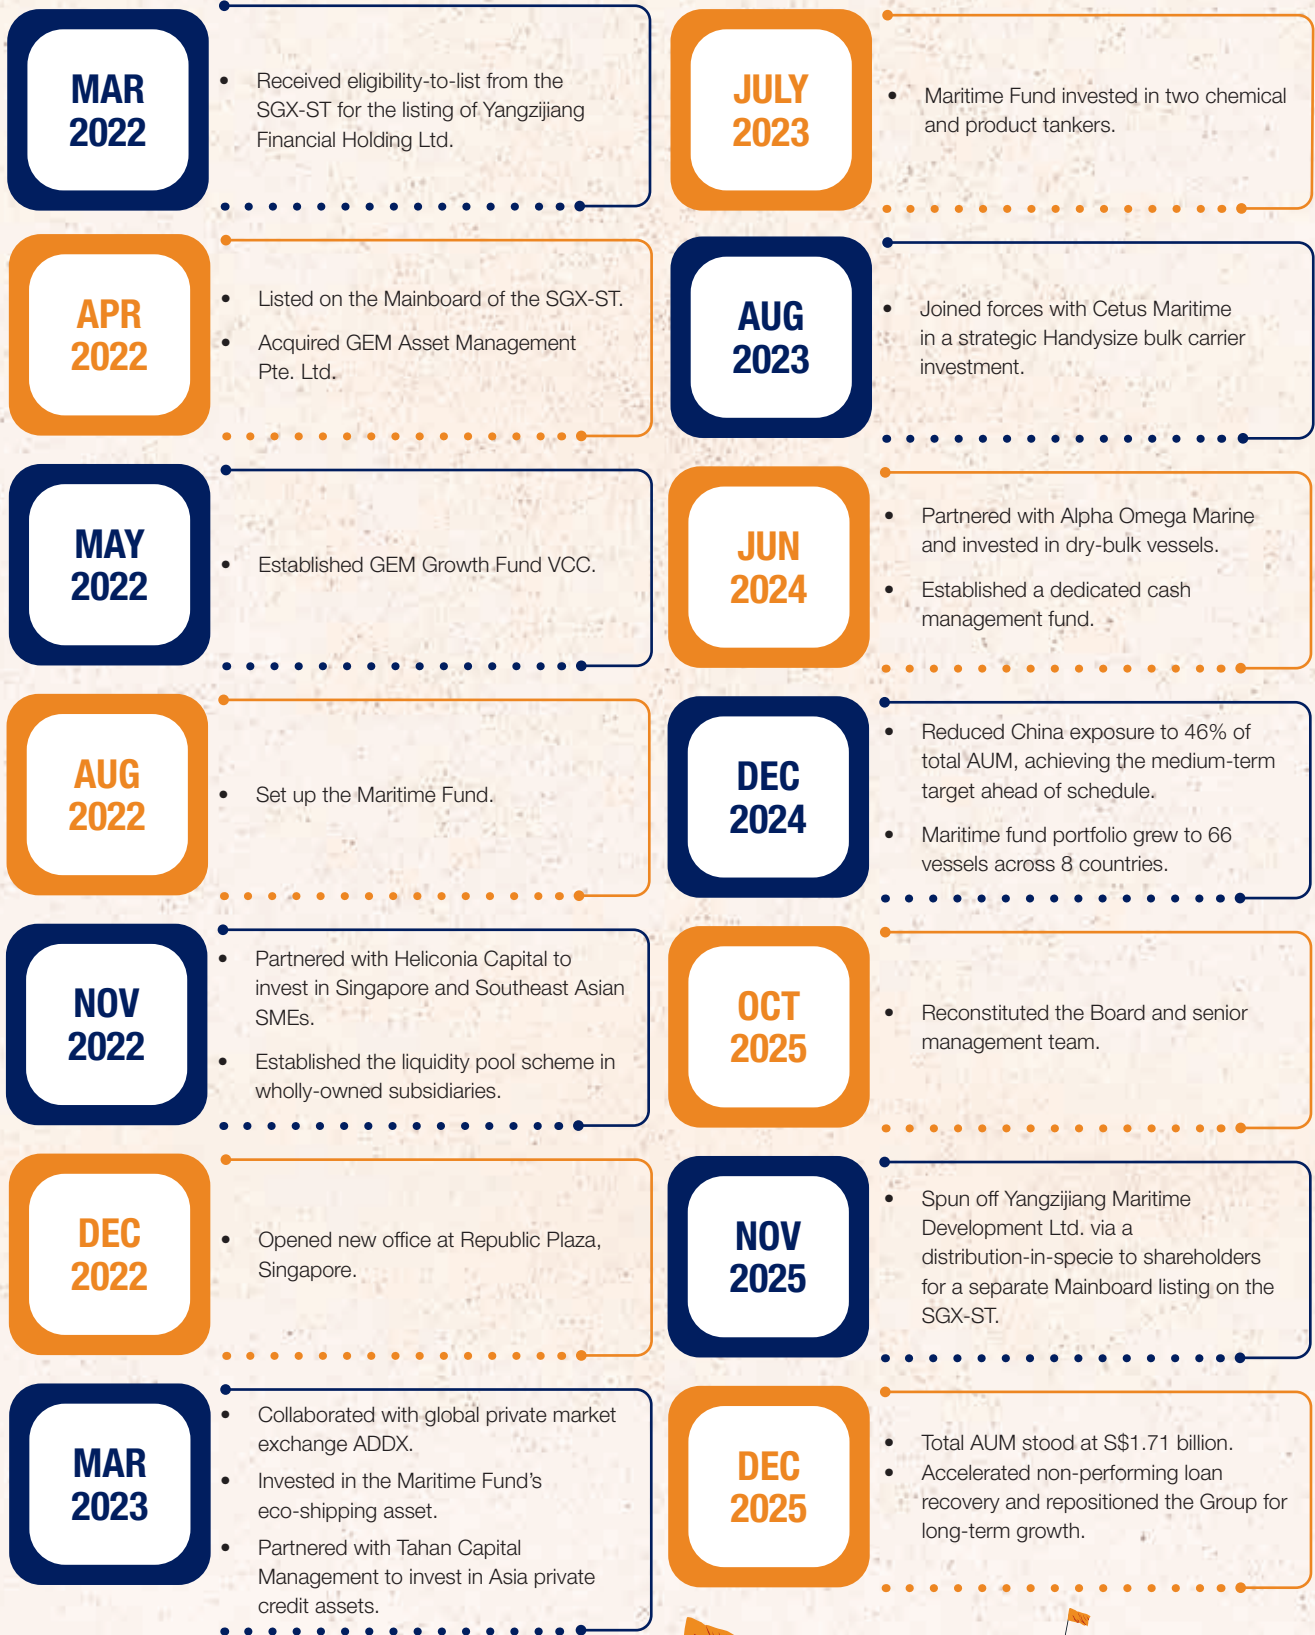 MAR
2022
• Received eligibility-to-list from the
SGX-ST for the listing of Yangzijiang
Financial Holding Ltd.
APR
2022
• Listed on the Mainboard of the SGX-ST.
• Acquired GEM Asset Management
Pte. Ltd.
MAY
2022
• Established GEM Growth Fund VCC.
AUG
2022
• Set up the Maritime Fund.
NOV
2022
• Partnered with Heliconia Capital to
invest in Singapore and Southeast Asian
SMEs.
• Established the liquidity pool scheme in
wholly-owned subsidiaries.
DEC
2022
• Opened new office at Republic Plaza,
Singapore.
MAR
2023
• Collaborated with global private market
exchange ADDX.
• Invested in the Maritime Fund's
eco-shipping asset.
• Partnered with Tahan Capital
Management to invest in Asia private
credit assets.
JULY
2023
• Maritime Fund invested in two chemical
and product tankers.
AUG
2023
• Joined forces with Cetus Maritime
in a strategic Handysize bulk carrier
investment.
JUN
2024
• Partnered with Alpha Omega Marine
and invested in dry-bulk vessels.
• Established a dedicated cash
management fund.
DEC
2024
• Reduced China exposure to 46% of
total AUM, achieving the medium-term
target ahead of schedule.
• Maritime fund portfolio grew to 66
vessels across 8 countries.
OCT
2025
• Reconstituted the Board and senior
management team.
NOV
2025
• Spun off Yangzijiang Maritime
Development Ltd. via a
distribution-in-specie to shareholders
for a separate Mainboard listing on the
SGX-ST.
DEC
2025
• Total AUM stood at S$1.71 billion.
• Accelerated non-performing loan
recovery and repositioned the Group for
long-term growth.